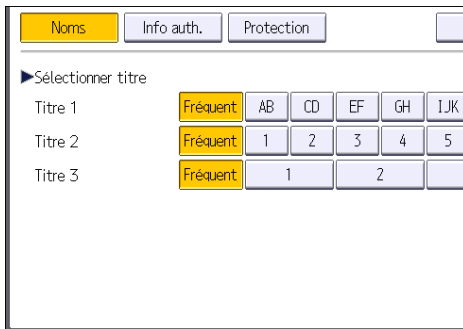 Noms Info auth. Protection
▶Sélectionner titre
Titre 1 Fréquent AB CD EF GH IJK
Titre 2 Fréquent 1 2 3 4 5
Titre 3 Fréquent 1 2